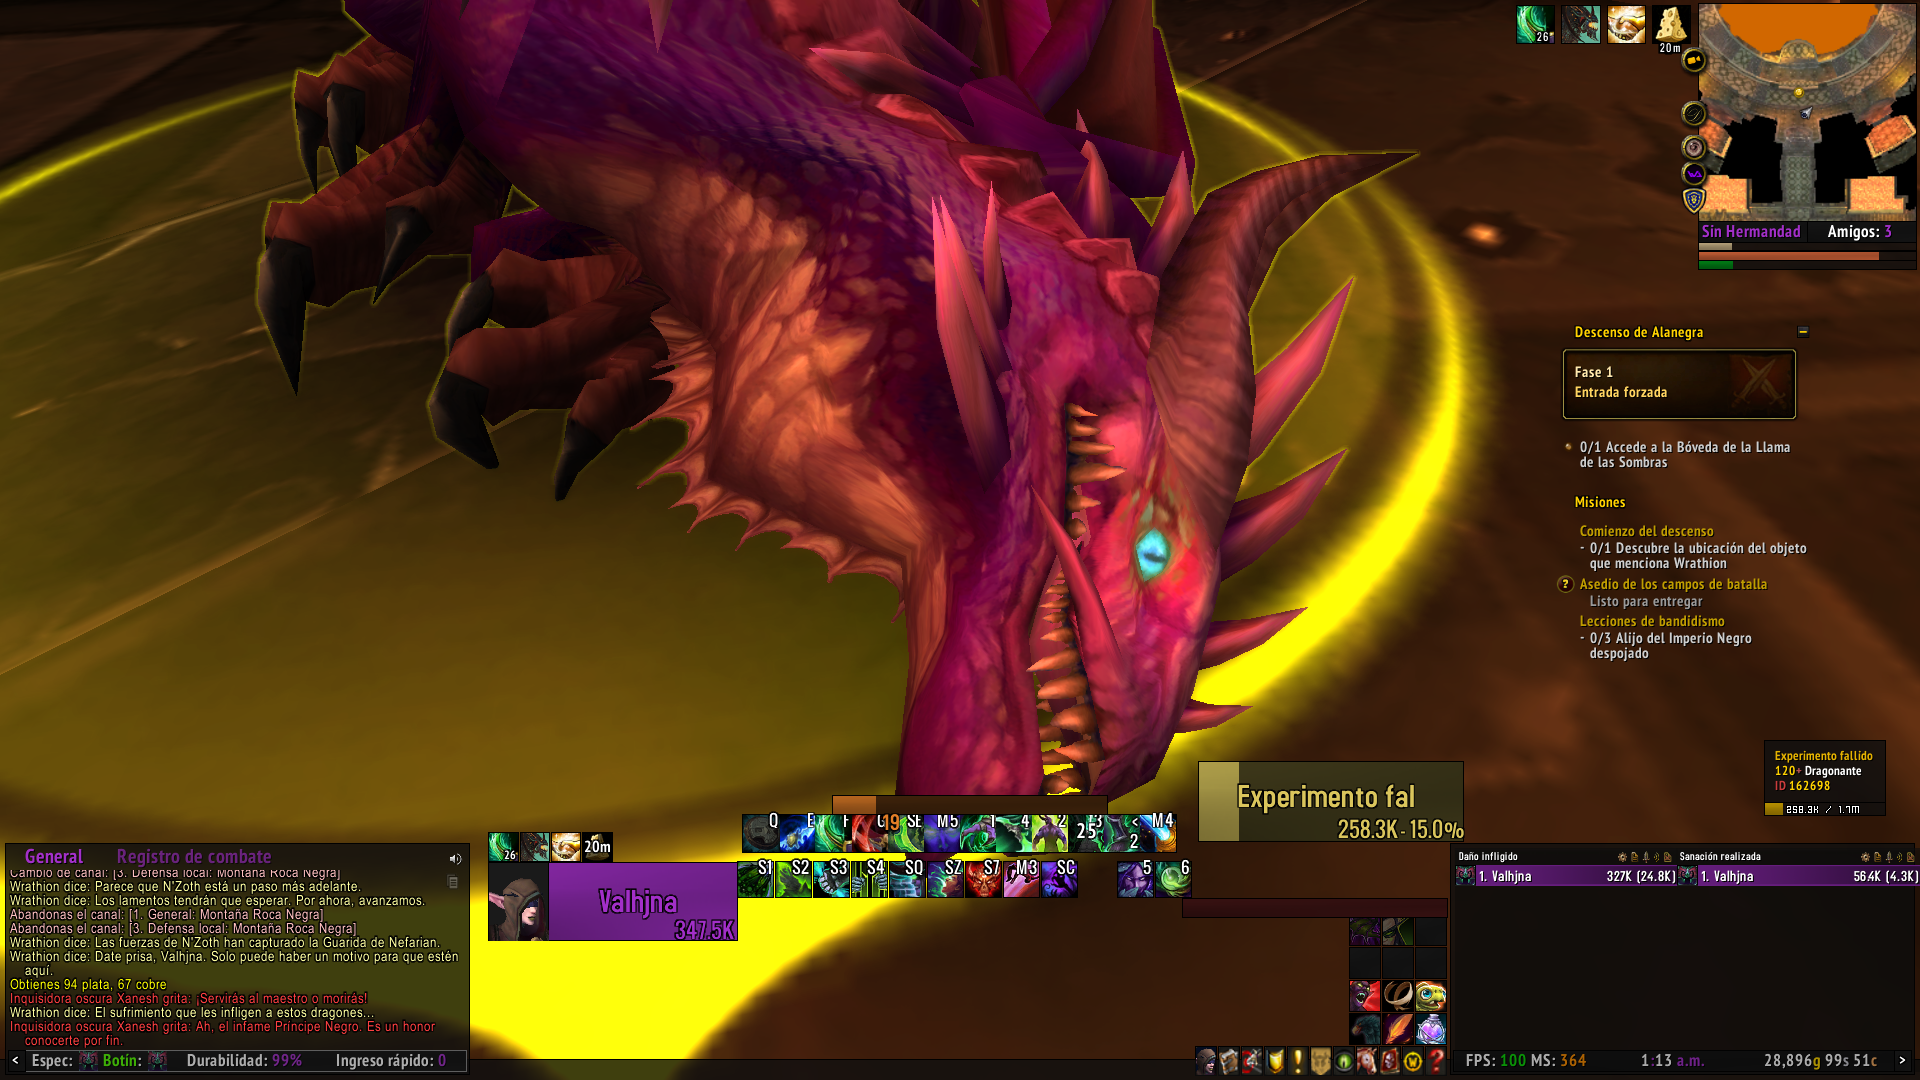 26
20m
Sin Hermandad
Amigos: 3
Descenso de Alanegra
Fase 1
Entrada forzada
0/1 Accede a la Bóveda de la Llama
de las Sombras
Misiones
Comienzo del descenso
- 0/1 Descubre la ubicación del objeto
que menciona Wrathion
? Asedio de los campos de batalla
Listo para entregar
Lecciones de bandidismo
- 0/3 Alijo del Imperio Negro
despojado
Experimento fallido
120+ Dragonante
ID 162698
258.3K / 1.7M
Experimento fal
258.3K - 15.0%
Q E F 19 SE M5 1 4 2 3 25 < 2 M4
S1 S2 S3 S4 SQ SZ S7 M3 SC 5 6
26
20m
Valhjna
347.5K
General
Registro de combate
Cambio de canal: [3. Defensa local: Montaña Roca Negra]
Wrathion dice: Parece que N'Zoth está un paso más adelante.
Wrathion dice: Los lamentos tendrán que esperar. Por ahora, avanzamos.
Abandonas el canal: [1. General: Montaña Roca Negra]
Abandonas el canal: [3. Defensa local: Montaña Roca Negra]
Wrathion dice: Las fuerzas de N'Zoth han capturado la Guarida de Nefarian.
Wrathion dice: Date prisa, Valhjna. Solo puede haber un motivo para que estén
aquí.
Obtienes 94 plata, 67 cobre
Inquisidora oscura Xanesh grita: ¡Servirás al maestro o morirás!
Wrathion dice: El sufrimiento que les infligen a estos dragones...
Inquisidora oscura Xanesh grita: Ah, el infame Príncipe Negro. Es un honor
conocerte por fin.
< Espec: Botín: Durabilidad: 99% Ingreso rápido: 0
Daño infligido
1. Valhjna 327K (24.8K)
Sanación realizada
1. Valhjna 56.4K (4.3K)
FPS: 100 MS: 364 1:13 a.m. 28,896g 99s 51c >